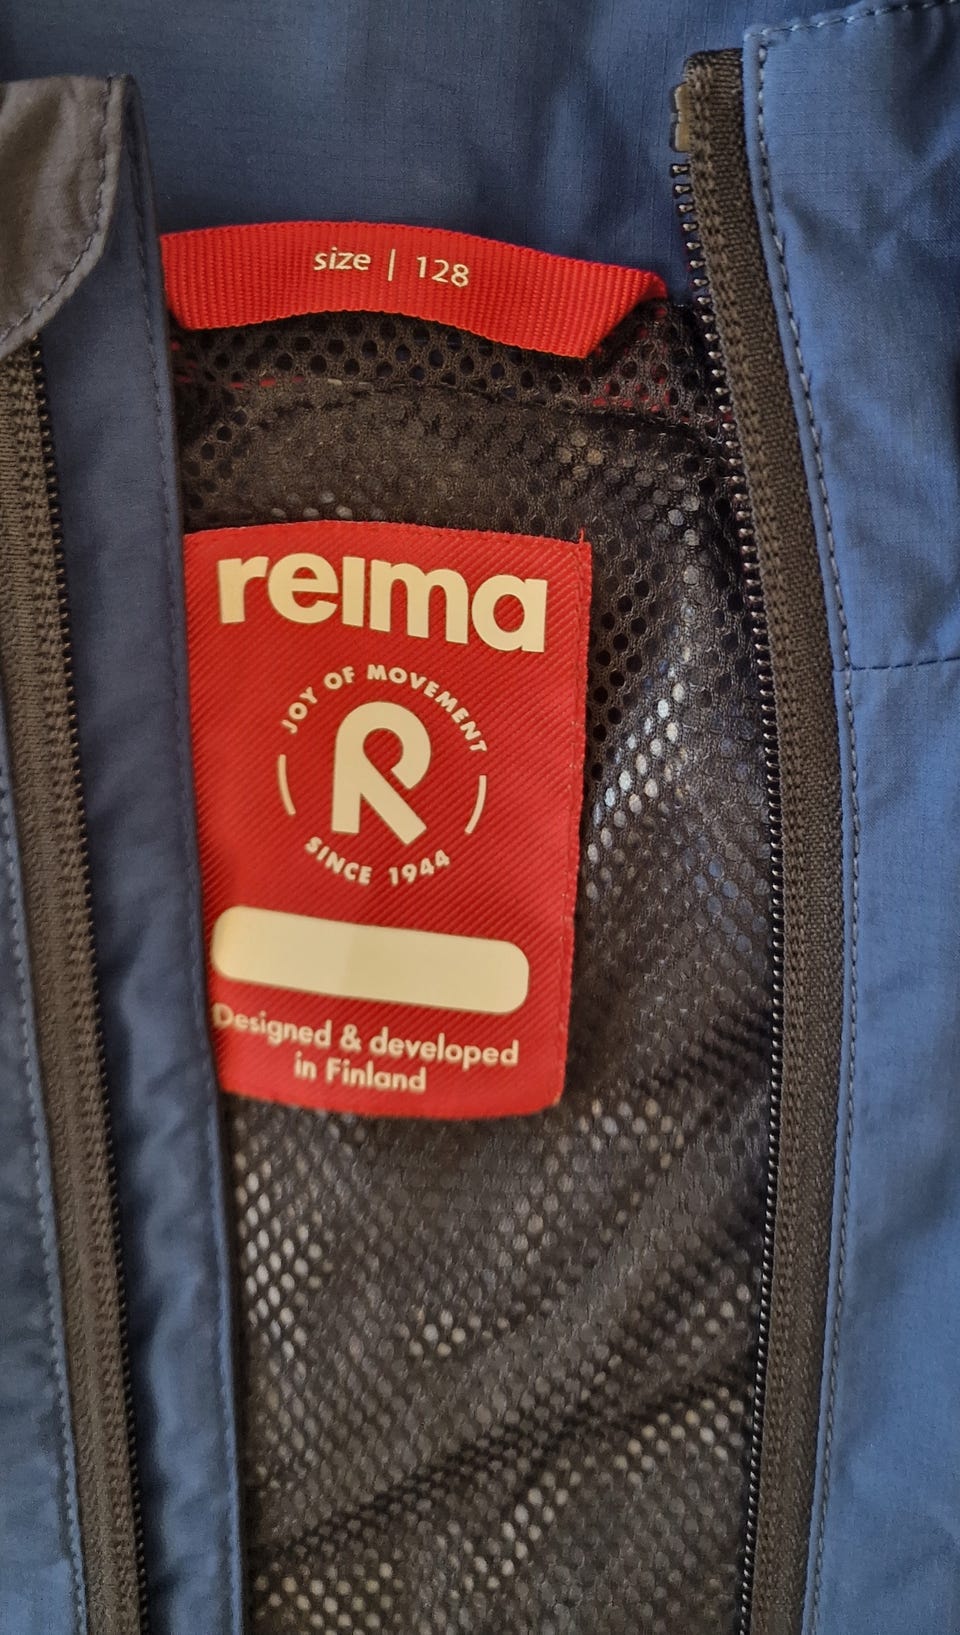 size | 128
reima
JOY OF MOVEMENT
R
SINCE 1944
Designed & developed
in Finland